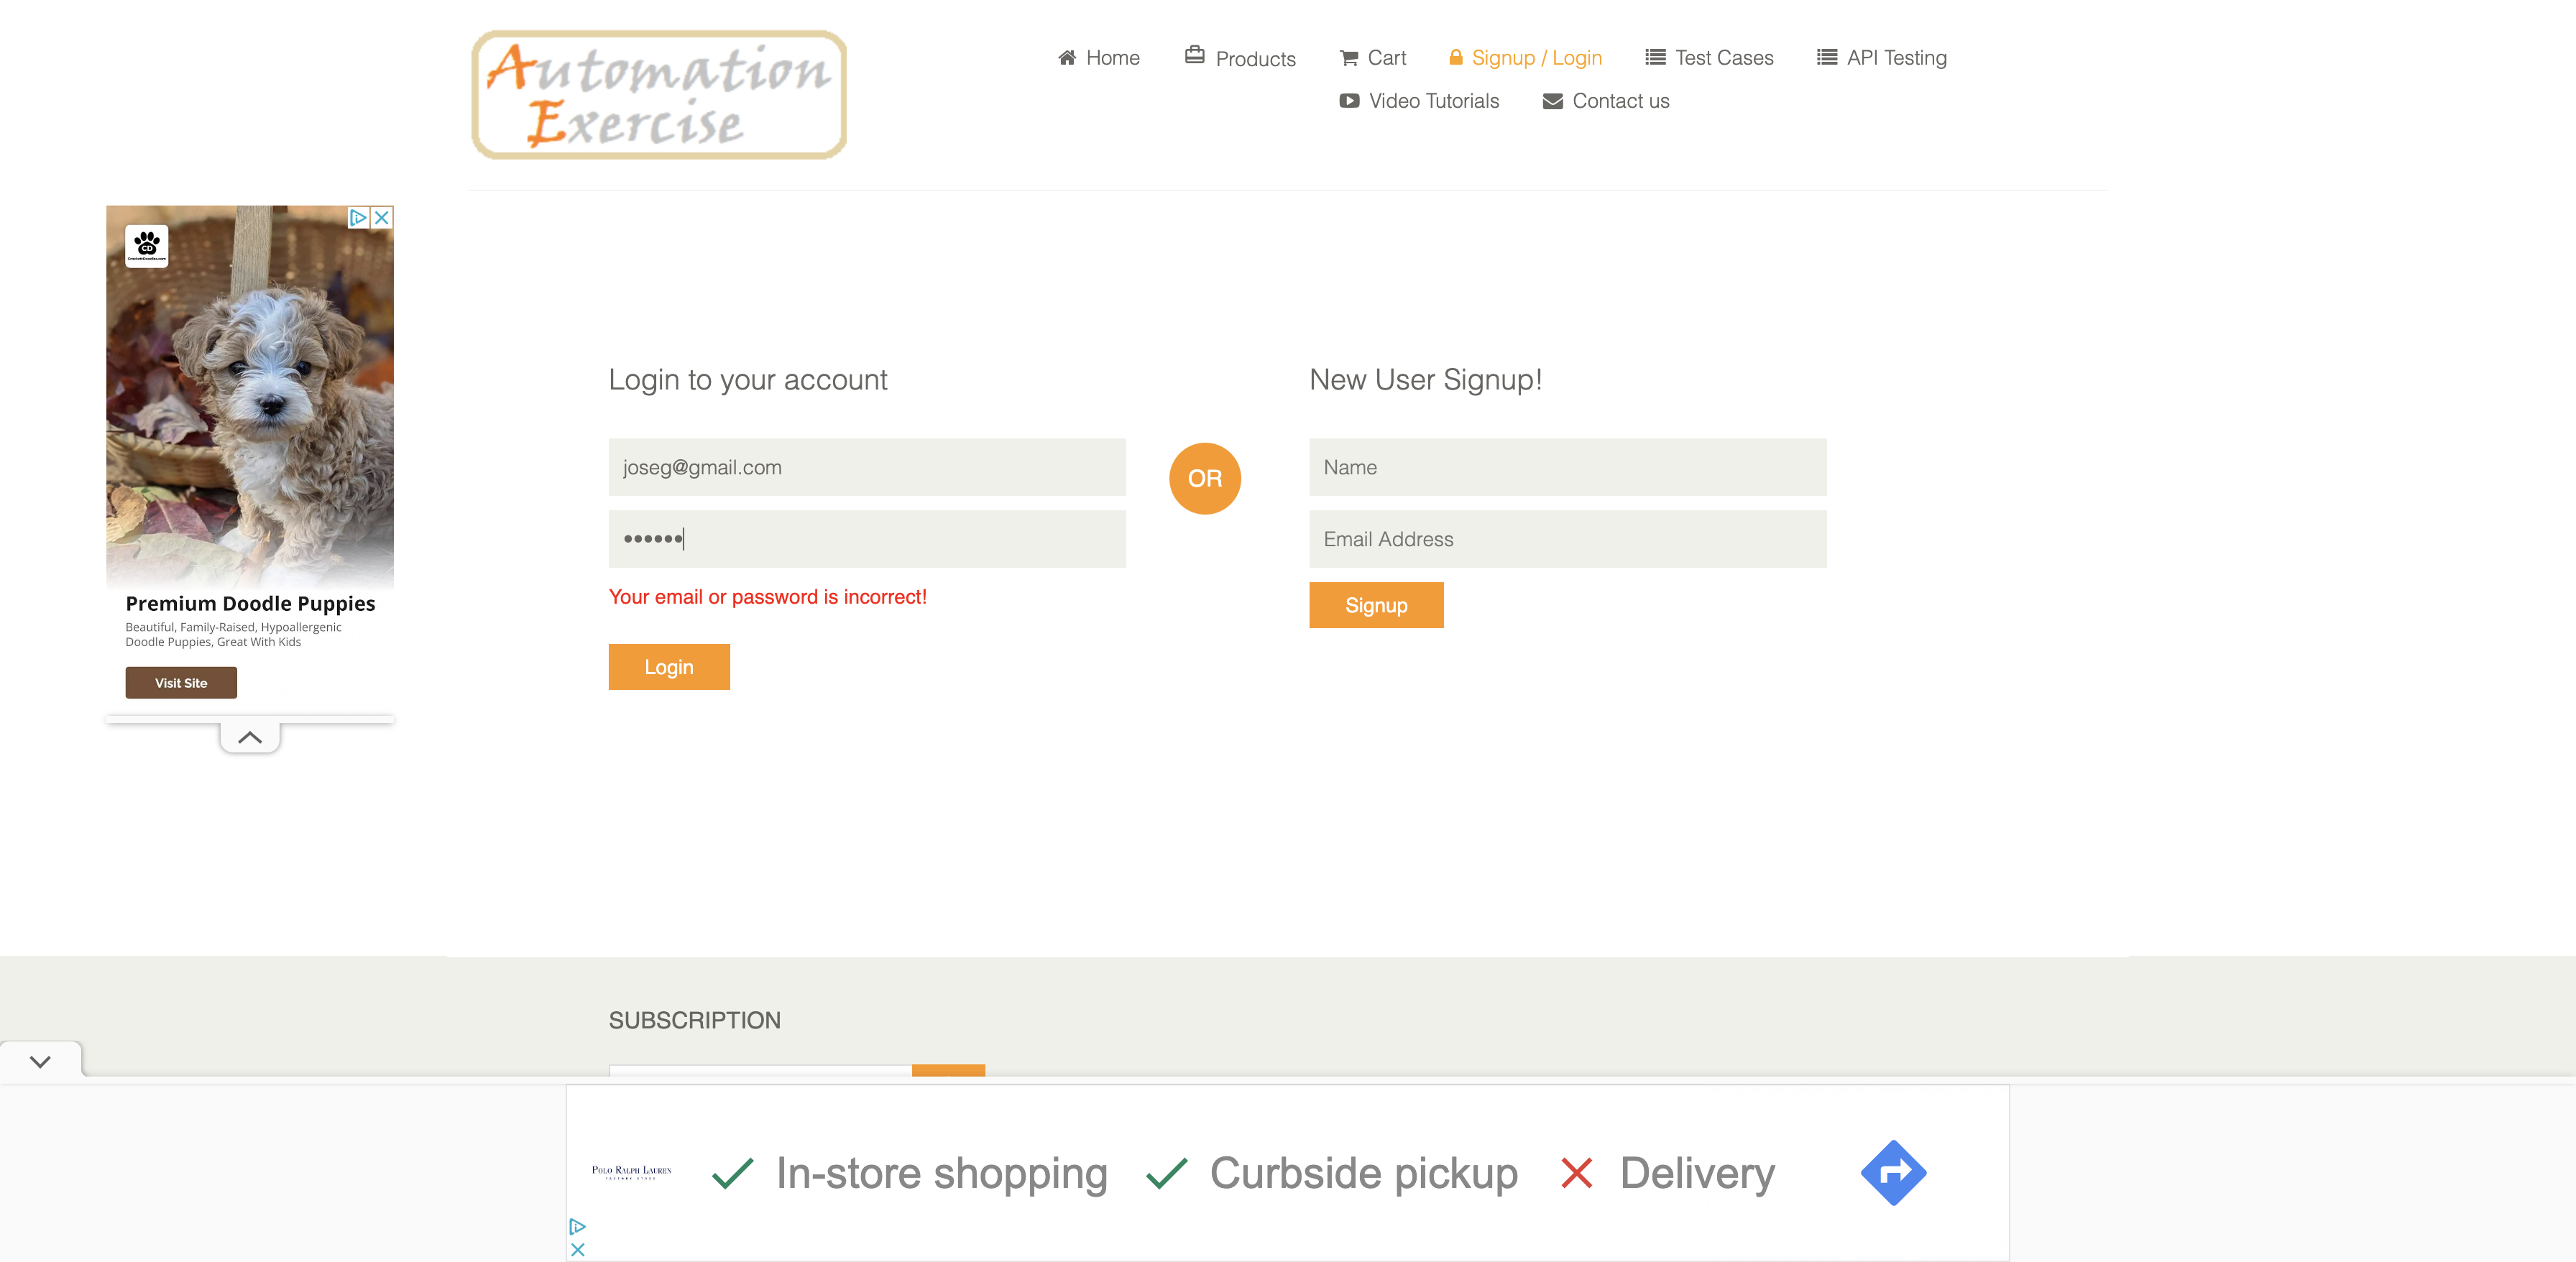 Automation
Exercise
Home
Products
Cart
Signup / Login
Test Cases
API Testing
Video Tutorials
Contact us
CD
Premium Doodle Puppies
Beautiful, Family-Raised, Hypoallergenic
Doodle Puppies, Great With Kids
Visit Site
Login to your account
joseg@gmail.com
••••••
Your email or password is incorrect!
Login
OR
New User Signup!
Name
Email Address
Signup
SUBSCRIPTION
POLO RALPH LAUREN
FACTORY STORE
In-store shopping
Curbside pickup
Delivery